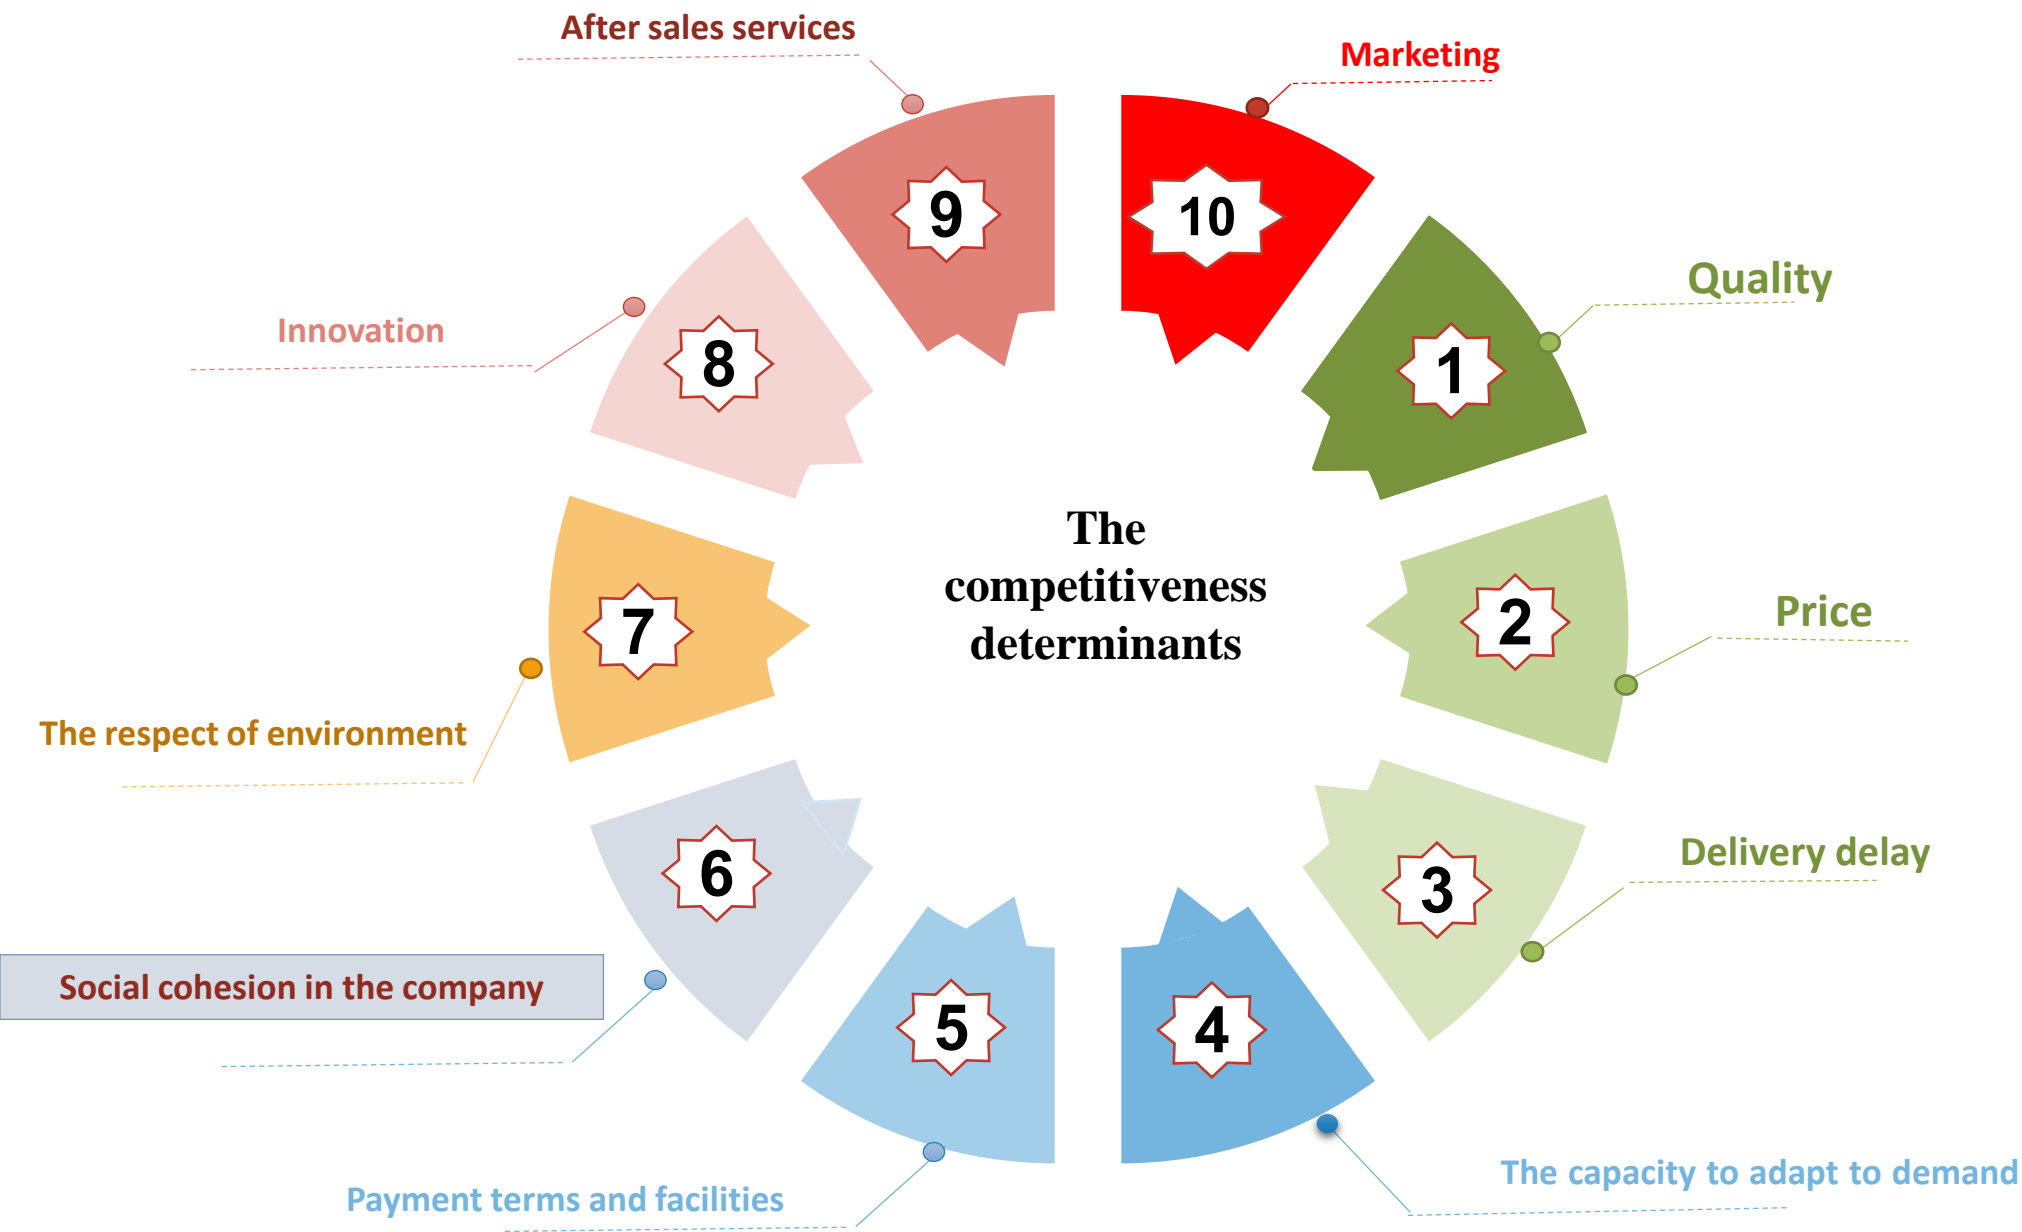 After sales services
Marketing
9
10
Quality
Innovation
8
1
The
competitiveness
determinants
7
2
Price
The respect of environment
6
3
Delivery delay
Social cohesion in the company
5
4
The capacity to adapt to demand
Payment terms and facilities